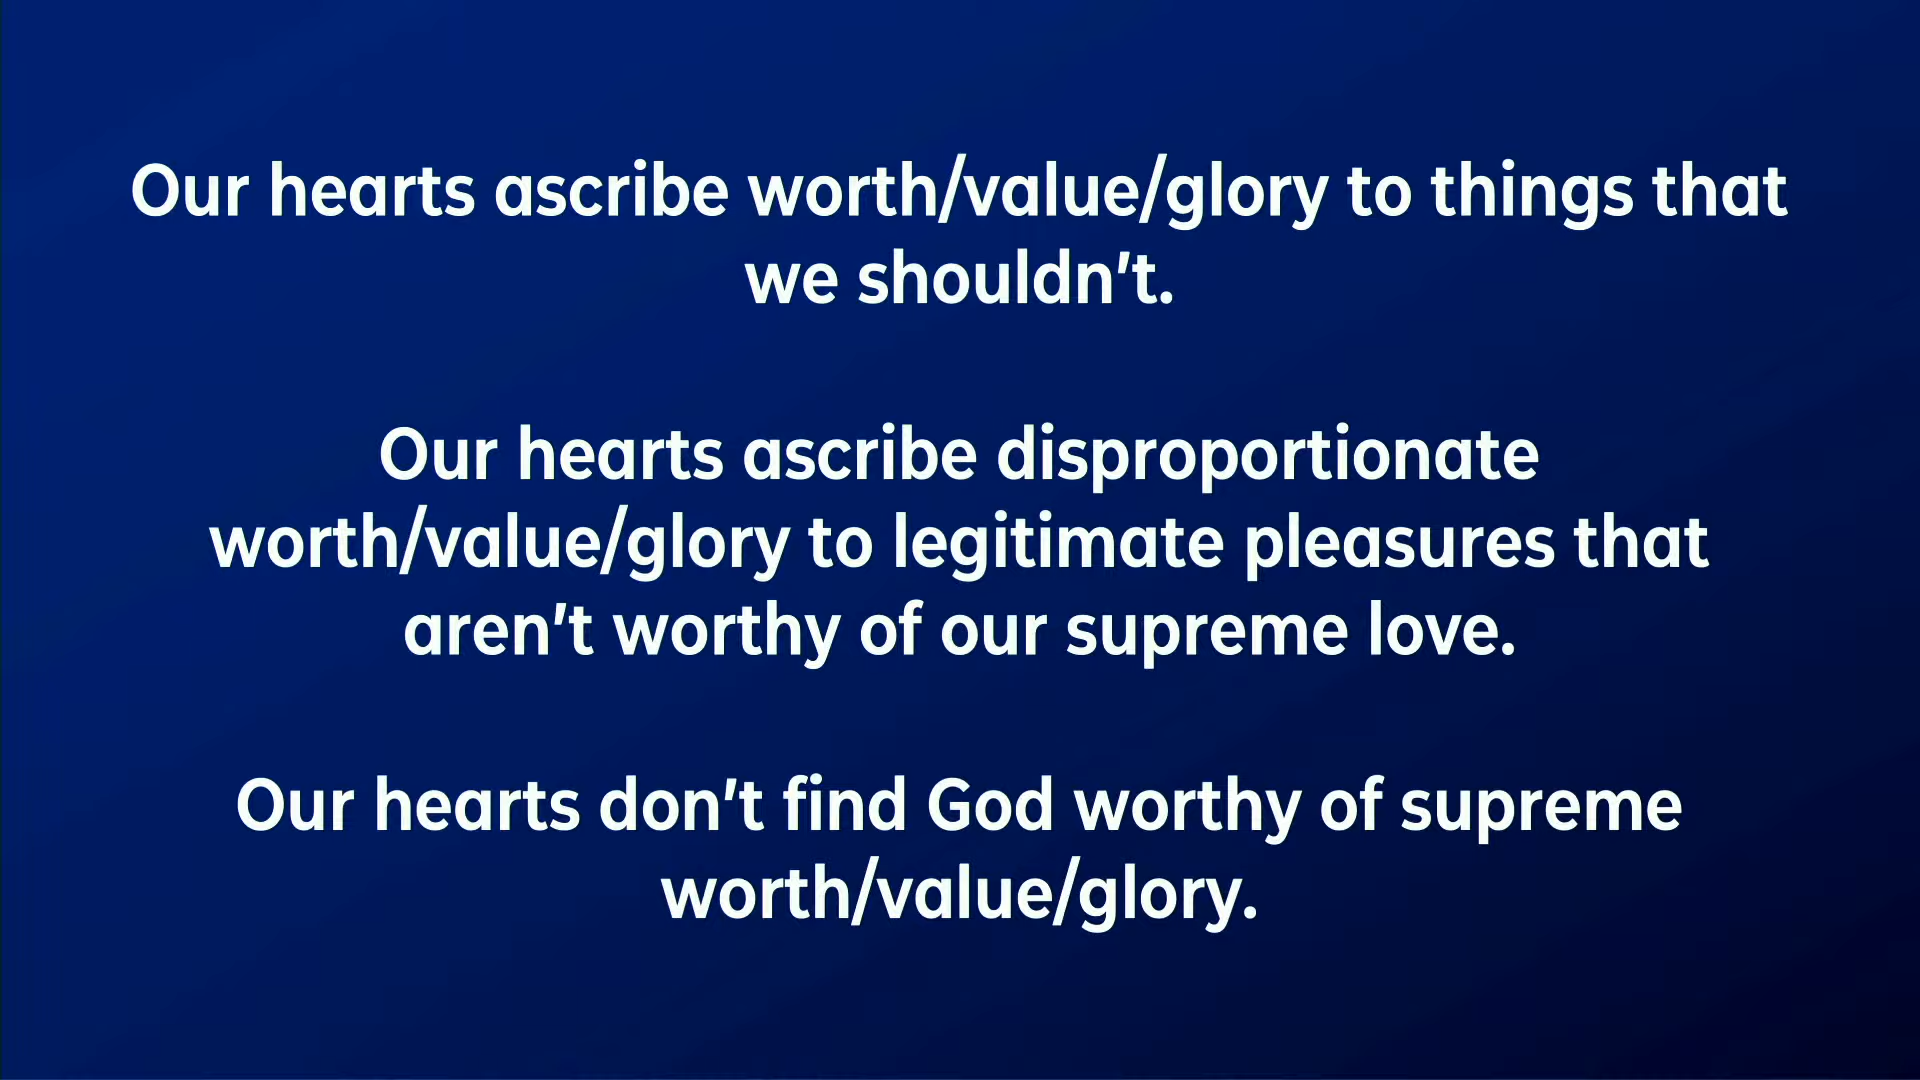 Our hearts ascribe worth/value/glory to things that
we shouldn't.
Our hearts ascribe disproportionate
worth/value/glory to legitimate pleasures that
aren't worthy of our supreme love.
Our hearts don't find God worthy of supreme
worth/value/glory.